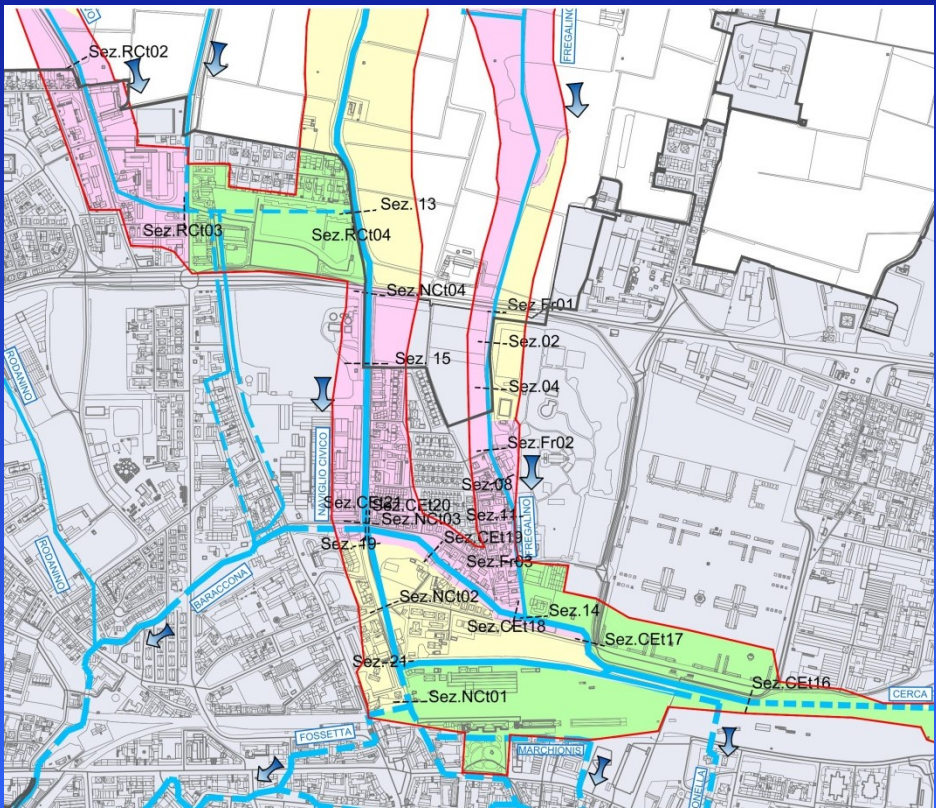 FREGALINO
Sez.RCt02
Sez. 13
Sez.RCt03
Sez.RCt04
Sez.NCt04
Sez.Fr01
Sez.02
Sez. 15
RODANINO
Sez.04
NAVIGLIO CIVICO
Sez.Fr02
Sez.08
Sez.CEt20
Sez.11
Sez.NCt03
FREGALINO
Sez. 19
Sez.CEt19
Sez.Fr03
RODANINO
BARACCONA
Sez.NCt02
Sez.14
Sez.CEt18
Sez.CEt17
Sez. 21
Sez.CEt16
Sez.NCt01
CERCA
FOSSETTA
MARCHIONIS